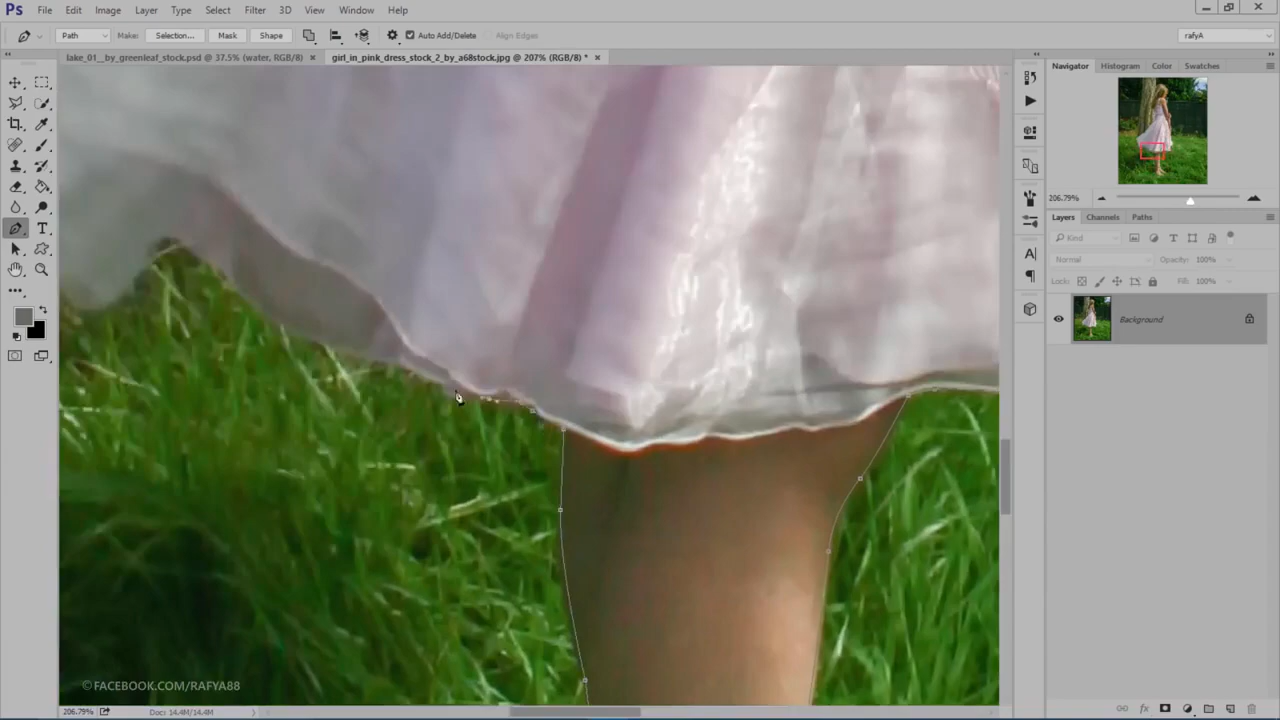 Ps File Edit Image Layer Type Select Filter 3D View Window Help
Path Make: Selection... Mask Shape Auto Add/Delete Align Edges rafyA
lake_01__by_greenleaf_stock.psd @ 37.5% (water, RGB/8) × girl_in_pink_dress_stock_2_by_a68stock.jpg @ 207% (RGB/8) * ×
Navigator Histogram Color Swatches
206.79%
Layers Channels Paths
Kind
Normal Opacity: 100%
Lock: Fill: 100%
Background
©FACEBOOK.COM/RAFYA88
206.79% Doc: 14.4M/14.4M